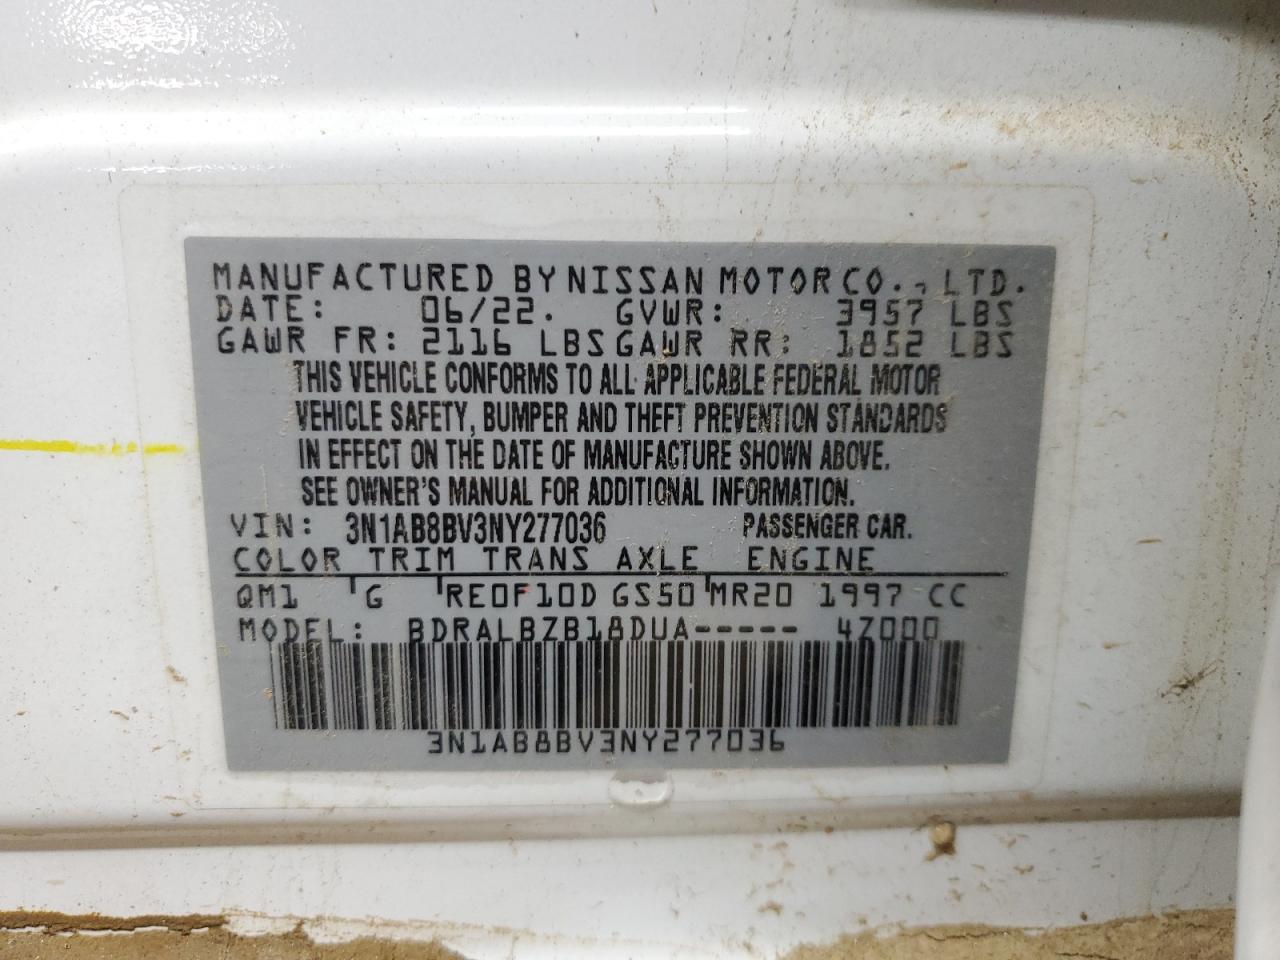 MANUFACTURED BY NISSAN MOTOR CO., LTD.
DATE: 06/22. GVWR: 3957 LBS
GAWR FR: 2116 LBS GAWR RR: 1852 LBS
THIS VEHICLE CONFORMS TO ALL APPLICABLE FEDERAL MOTOR
VEHICLE SAFETY, BUMPER AND THEFT PREVENTION STANDARDS
IN EFFECT ON THE DATE OF MANUFACTURE SHOWN ABOVE.
SEE OWNER'S MANUAL FOR ADDITIONAL INFORMATION.
VIN: 3N1AB8BV3NY277036 PASSENGER CAR.
COLOR TRIM TRANS AXLE ENGINE
QM1 G RE0F10D GS50 MR20 1997 CC
MODEL: BDRALBZB18DUA----- 4Z000
3N1AB8BV3NY277036